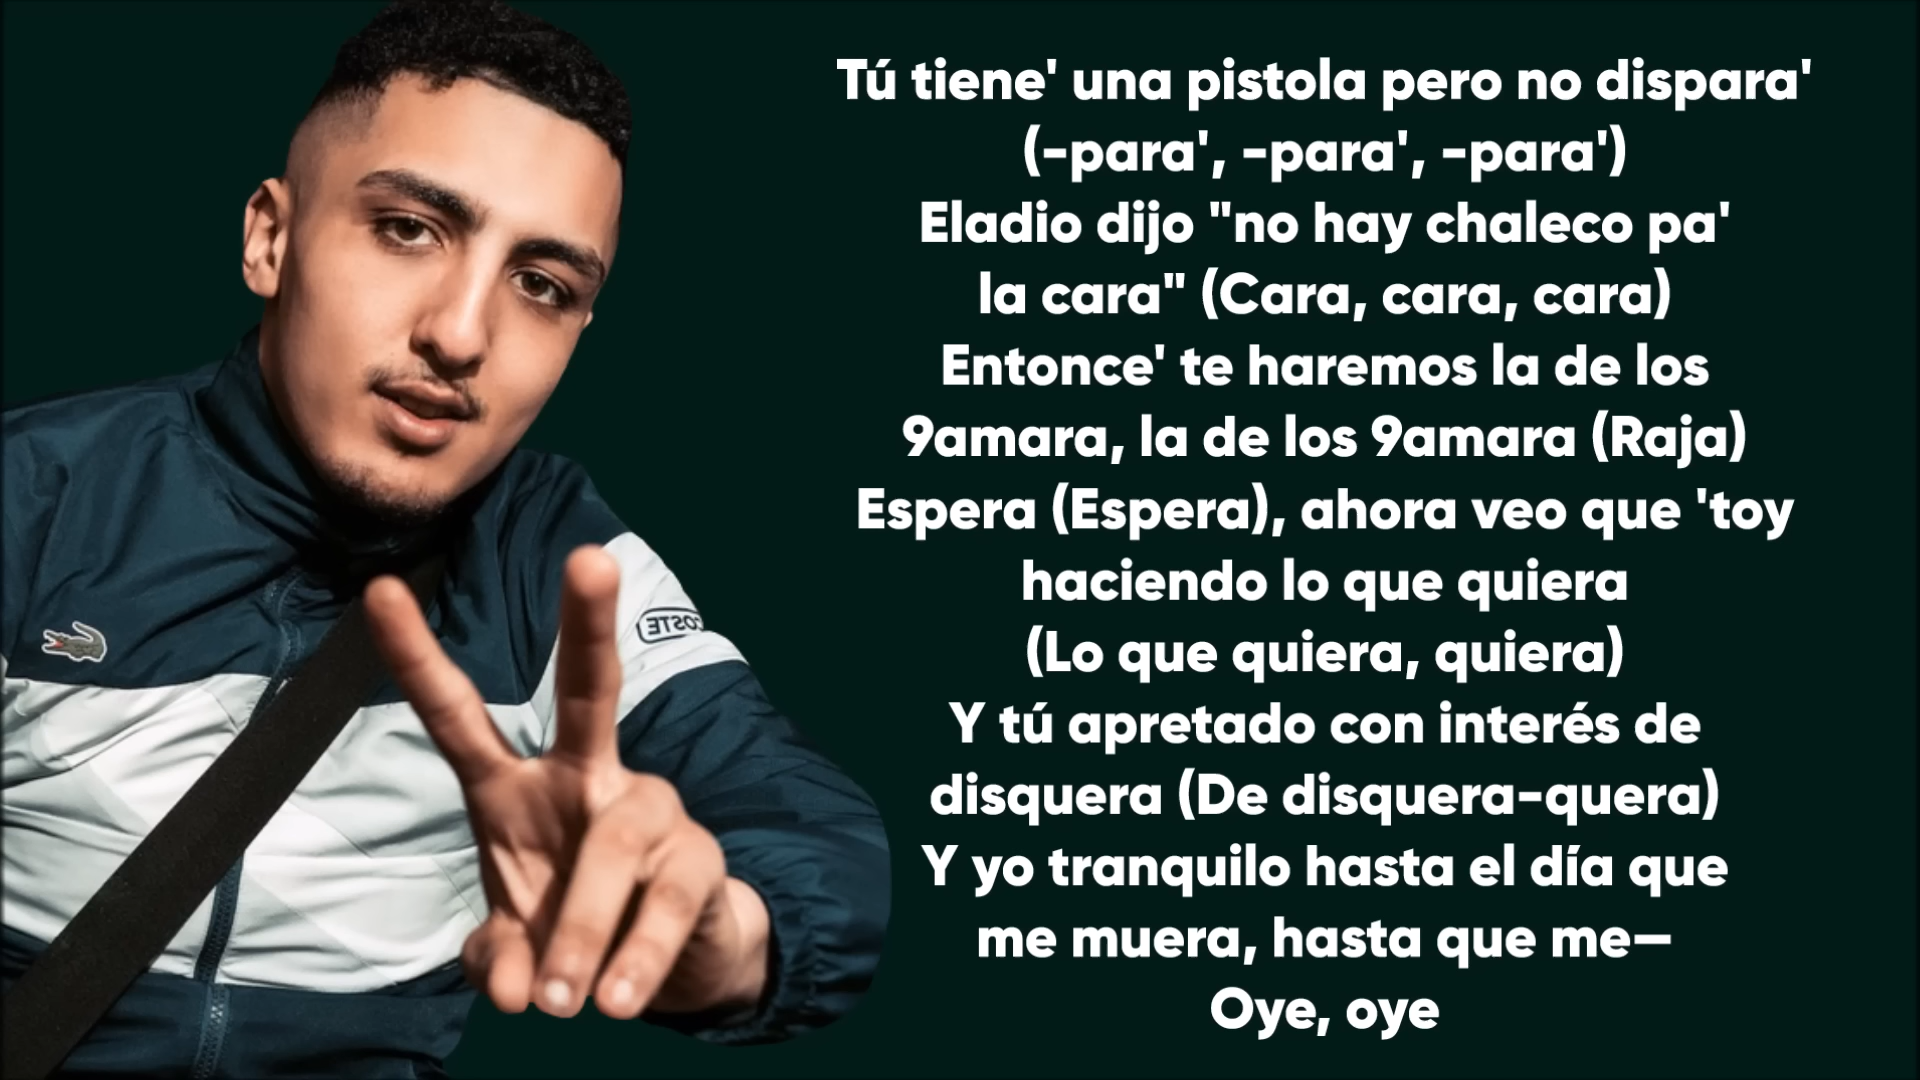 Tú tiene' una pistola pero no dispara'
(-para', -para', -para')
Eladio dijo "no hay chaleco pa'
la cara" (Cara, cara, cara)
Entonce' te haremos la de los
9amara, la de los 9amara (Raja)
Espera (Espera), ahora veo que 'toy
haciendo lo que quiera
(Lo que quiera, quiera)
Y tú apretado con interés de
disquera (De disquera-quera)
Y yo tranquilo hasta el día que
me muera, hasta que me—
Oye, oye
COSTE